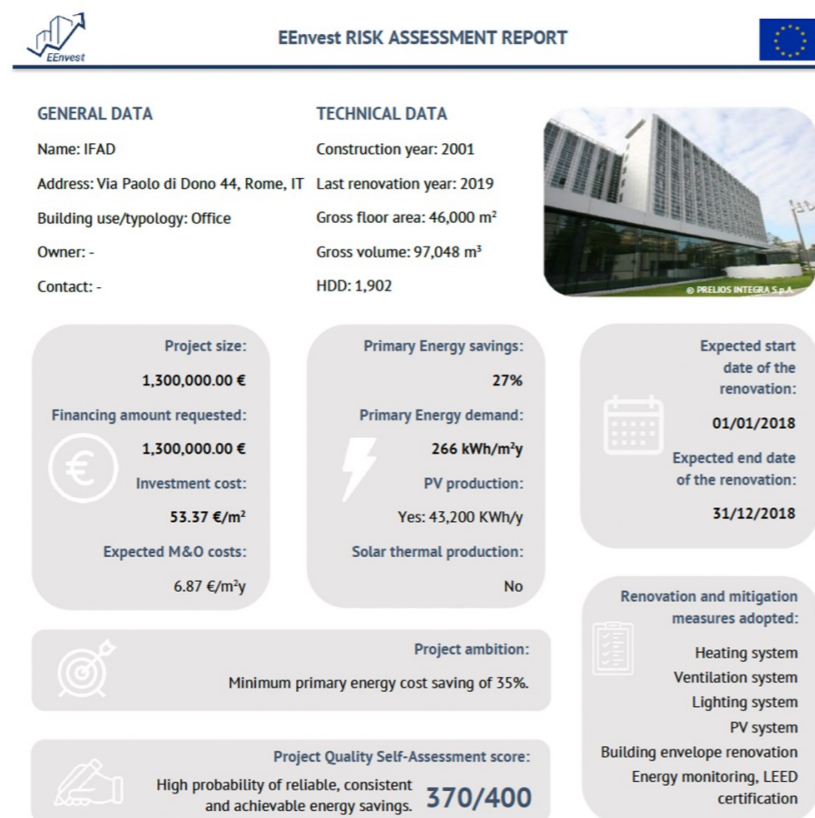 EEnvest
EEnvest RISK ASSESSMENT REPORT
GENERAL DATA
Name: IFAD
Address: Via Paolo di Dono 44, Rome, IT
Building use/typology: Office
Owner: -
Contact: -
TECHNICAL DATA
Construction year: 2001
Last renovation year: 2019
Gross floor area: 46,000 m²
Gross volume: 97,048 m³
HDD: 1,902
© PRELIOS INTEGRA S.p.A.
Project size:
1,300,000.00 €
Financing amount requested:
1,300,000.00 €
Investment cost:
53.37 €/m²
Expected M&O costs:
6.87 €/m²y
Primary Energy savings:
27%
Primary Energy demand:
266 kWh/m²y
PV production:
Yes: 43,200 KWh/y
Solar thermal production:
No
Expected start
date of the
renovation:
01/01/2018
Expected end date
of the renovation:
31/12/2018
Project ambition:
Minimum primary energy cost saving of 35%.
Project Quality Self-Assessment score:
High probability of reliable, consistent
and achievable energy savings.
370/400
Renovation and mitigation
measures adopted:
Heating system
Ventilation system
Lighting system
PV system
Building envelope renovation
Energy monitoring, LEED
certification